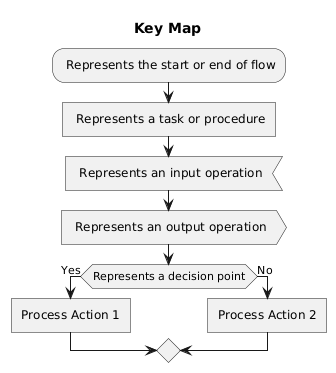 Key Map
Represents the start or end of flow
Represents a task or procedure
Represents an input operation
Represents an output operation
Yes
Represents a decision point
No
Process Action 1
Process Action 2